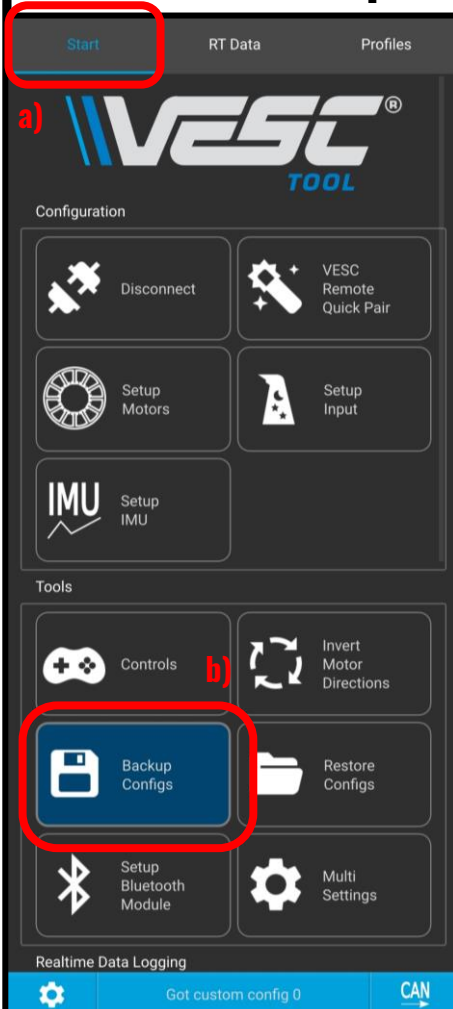 Start RT Data Profiles
a)
VESC®
TOOL
Configuration
Disconnect
VESC
Remote
Quick Pair
Setup
Motors
Setup
Input
IMU
Setup
IMU
Tools
Controls
b)
Invert
Motor
Directions
Backup
Configs
Restore
Configs
Setup
Bluetooth
Module
Multi
Settings
Realtime Data Logging
Got custom config 0
CAN